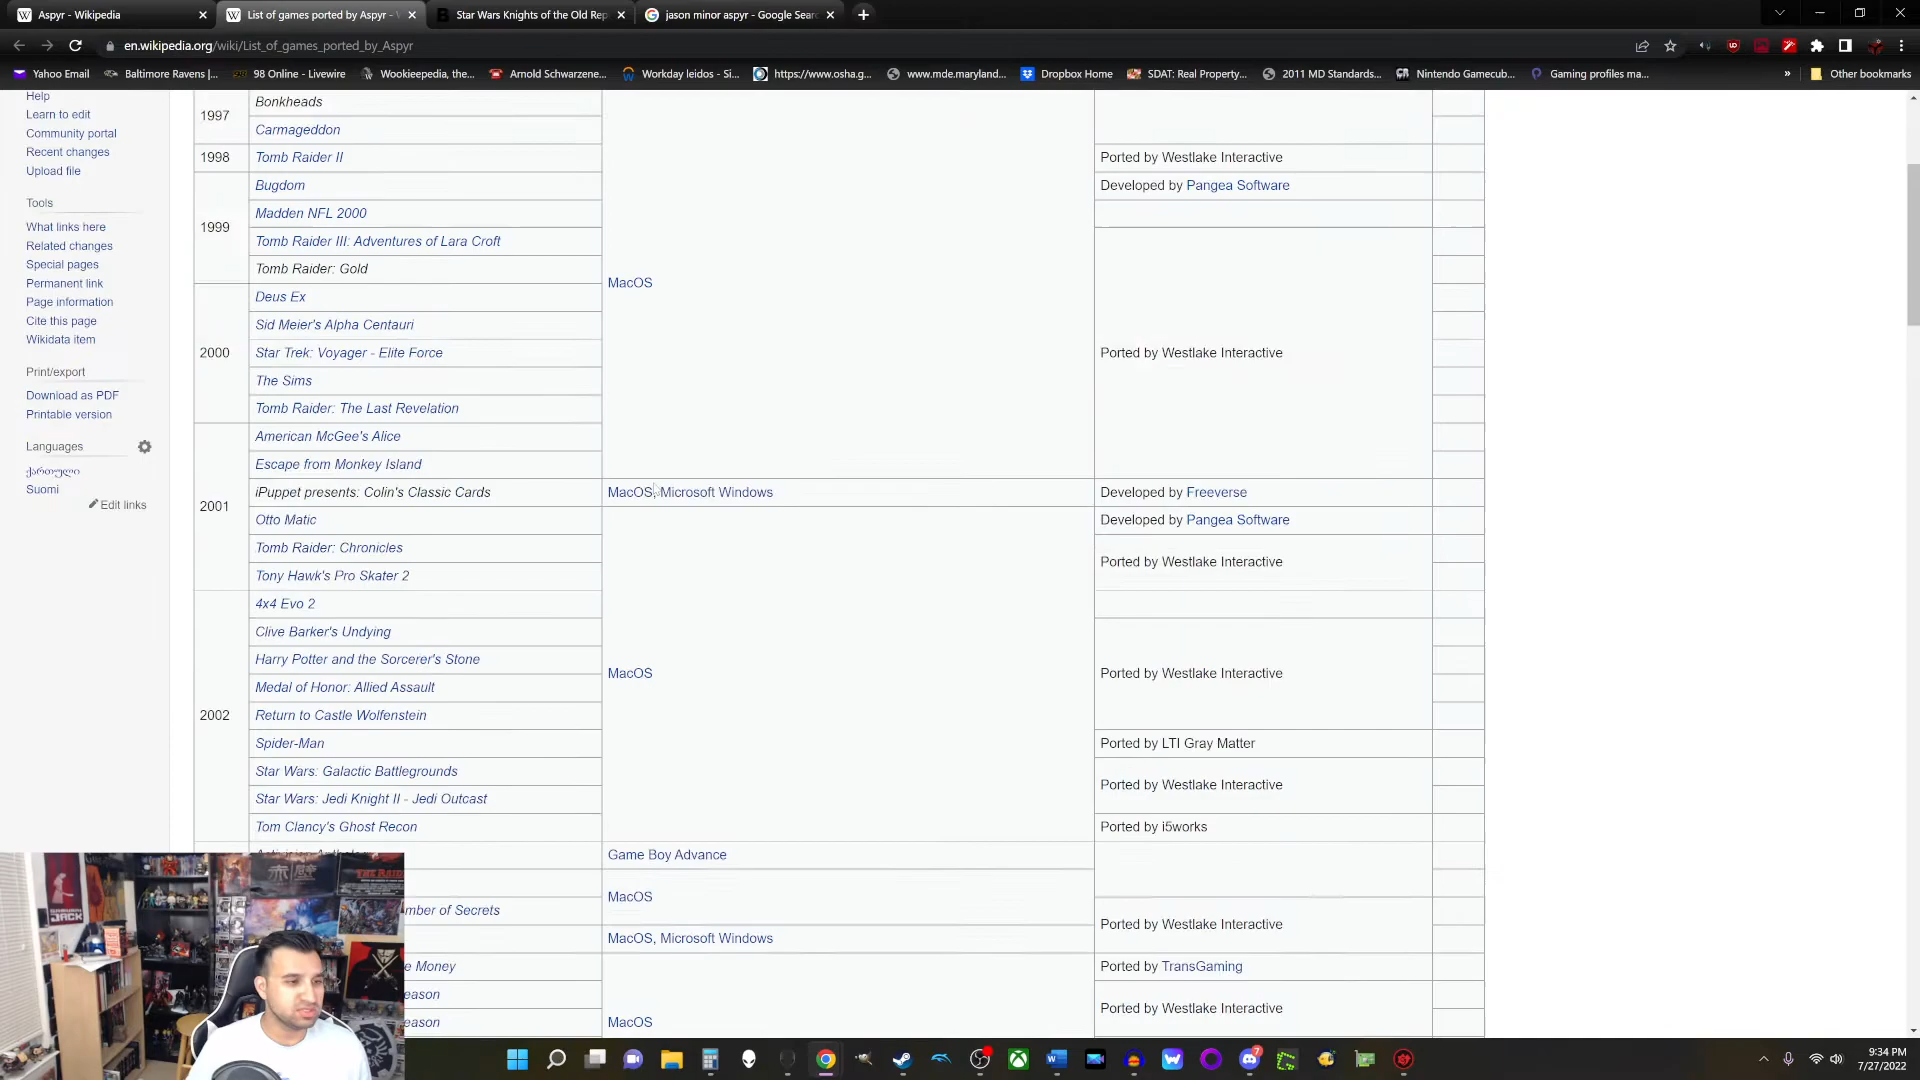 Aspyr - Wikipedia
List of games ported by Aspyr -
Star Wars Knights of the Old Rep
jason minor aspyr - Google Sear
en.wikipedia.org/wiki/List_of_games_ported_by_Aspyr
Yahoo Email
Baltimore Ravens |...
98 Online - Livewire
Wookieepedia, the...
Arnold Schwarzene...
Workday leidos - Si...
https://www.osha.g...
www.mde.maryland...
Dropbox Home
SDAT: Real Property...
2011 MD Standards...
Nintendo Gamecub...
Gaming profiles ma...
»
Other bookmarks
Help
Learn to edit
Community portal
Recent changes
Upload file
Tools
What links here
Related changes
Special pages
Permanent link
Page information
Cite this page
Wikidata item
Print/export
Download as PDF
Printable version
Languages
ქართული
Suomi
Edit links
1997
Bonkheads
Carmageddon
1998
Tomb Raider II
Ported by Westlake Interactive
1999
Bugdom
Developed by Pangea Software
Madden NFL 2000
Tomb Raider III: Adventures of Lara Croft
Tomb Raider: Gold
MacOS
2000
Deus Ex
Sid Meier's Alpha Centauri
Star Trek: Voyager - Elite Force
Ported by Westlake Interactive
The Sims
Tomb Raider: The Last Revelation
2001
American McGee's Alice
Escape from Monkey Island
iPuppet presents: Colin's Classic Cards
MacOS, Microsoft Windows
Developed by Freeverse
Otto Matic
Developed by Pangea Software
Tomb Raider: Chronicles
Ported by Westlake Interactive
Tony Hawk's Pro Skater 2
2002
4x4 Evo 2
Clive Barker's Undying
Harry Potter and the Sorcerer's Stone
MacOS
Ported by Westlake Interactive
Medal of Honor: Allied Assault
Return to Castle Wolfenstein
Spider-Man
Ported by LTI Gray Matter
Star Wars: Galactic Battlegrounds
Ported by Westlake Interactive
Star Wars: Jedi Knight II - Jedi Outcast
Tom Clancy's Ghost Recon
Ported by i5works
Game Boy Advance
MacOS
mber of Secrets
Ported by Westlake Interactive
MacOS, Microsoft Windows
e Money
Ported by TransGaming
eason
Ported by Westlake Interactive
eason
MacOS
SAMURAI
JACK
赤壁
THE RAID
7
9:34 PM
7/27/2022